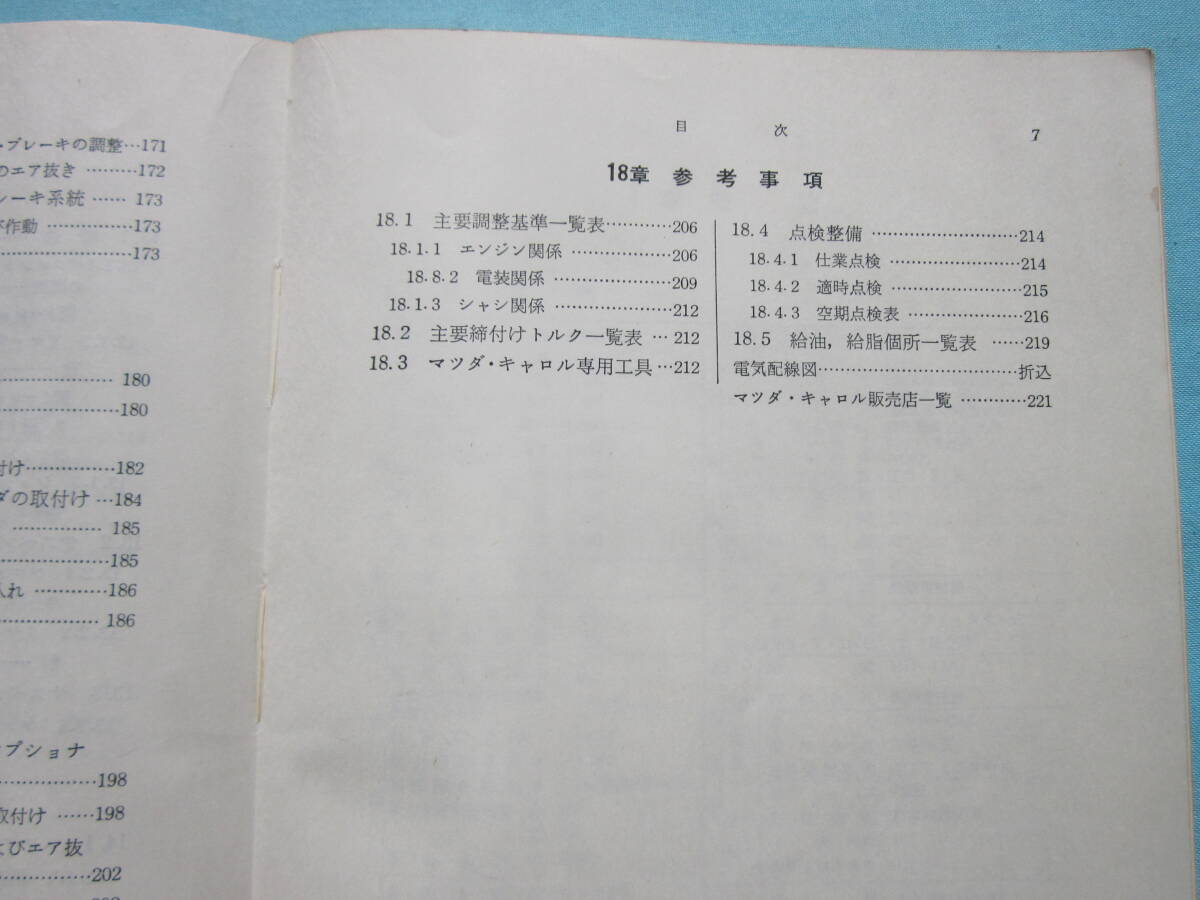 ・ブレーキの調整…171
のエア抜き ………172
レーキ系統 …… 173
び作動 ……………173
……………………173
…………………… 180
……………………180
付け……………182
ダの取付け …184
…………… 185
…………………185
入れ …………186
………………… 186
オプショナ
………………198
取付け ……198
よびエア抜
…………………202
目 次 7
18章 参 考 事 項
18.1 主要調整基準一覧表…………206
18.1.1 エンジン関係 ………………206
18.8.2 電装関係 ………………209
18.1.3 シャシ関係 …………………212
18.2 主要締付けトルク一覧表 … 212
18.3 マツダ・キャロル専用工具…212
18.4 点検整備 ………………………214
18.4.1 仕業点検 ……………………214
18.4.2 適時点検 ……………………215
18.4.3 空期点検表 …………………216
18.5 給油，給脂個所一覧表 ……219
電気配線図………………………………折込
マツダ・キャロル販売店一覧 …………221